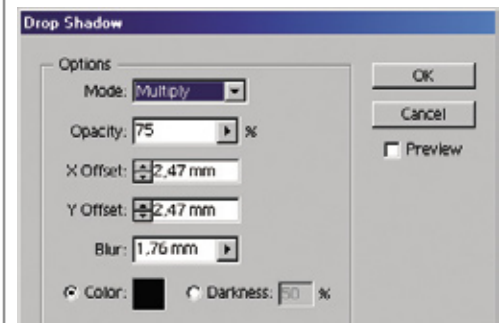 Drop Shadow
Options
Mode: Multiply
Opacity: 75 %
X Offset: 2,47 mm
Y Offset: 2,47 mm
Blur: 1,76 mm
Color: Darkness: 50 %
OK
Cancel
Preview